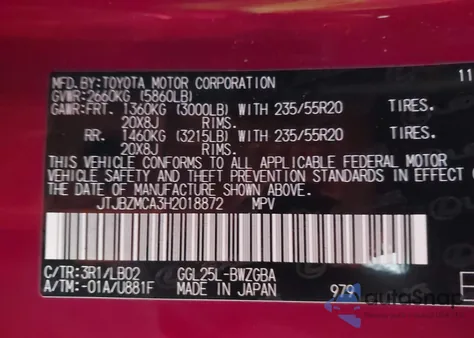 11
MFD.BY:TOYOTA MOTOR CORPORATION
GVWR:2660KG (5860LB)
GAWR:FRT. 1360KG (3000LB) WITH 235/55R20 TIRES.
20X8J RIMS.
RR. 1460KG (3215LB) WITH 235/55R20 TIRES.
20X8J RIMS.
THIS VEHICLE CONFORMS TO ALL APPLICABLE FEDERAL MOTOR
VEHICLE SAFETY AND THEFT PREVENTION STANDARDS IN EFFECT
THE DATE OF MANUFACTURE SHOWN ABOVE.
JTJBZMCA3H2018872 MPV
C/TR:3R1/LB02 GGL25L-BWZGBA
A/TM:-01A/U881F MADE IN JAPAN 979
autoSnap